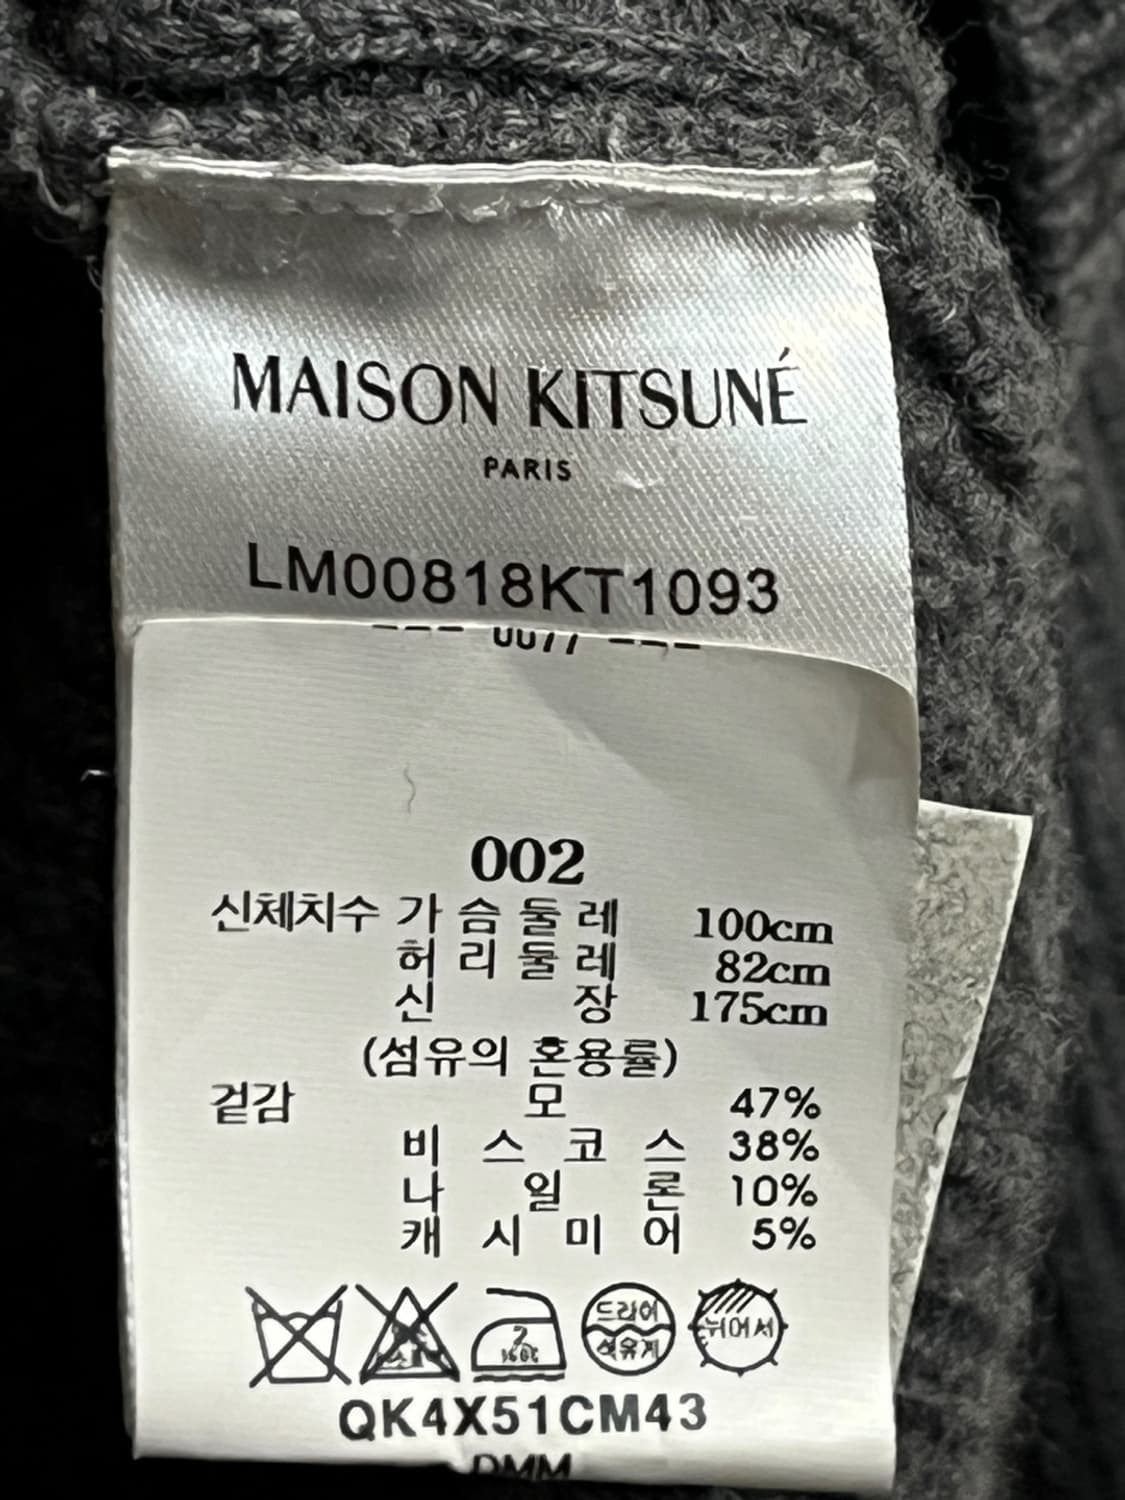 MAISON KITSUNÉ
PARIS
LM00818KT1093
002
신체치수 가슴둘레 100cm
허리둘레 82cm
신장 175cm
(섬유의 혼용률)
겉감 모 47%
비스코스 38%
나일론 10%
캐시미어 5%
드라이 석유계 뉘어서
QK4X51CM43